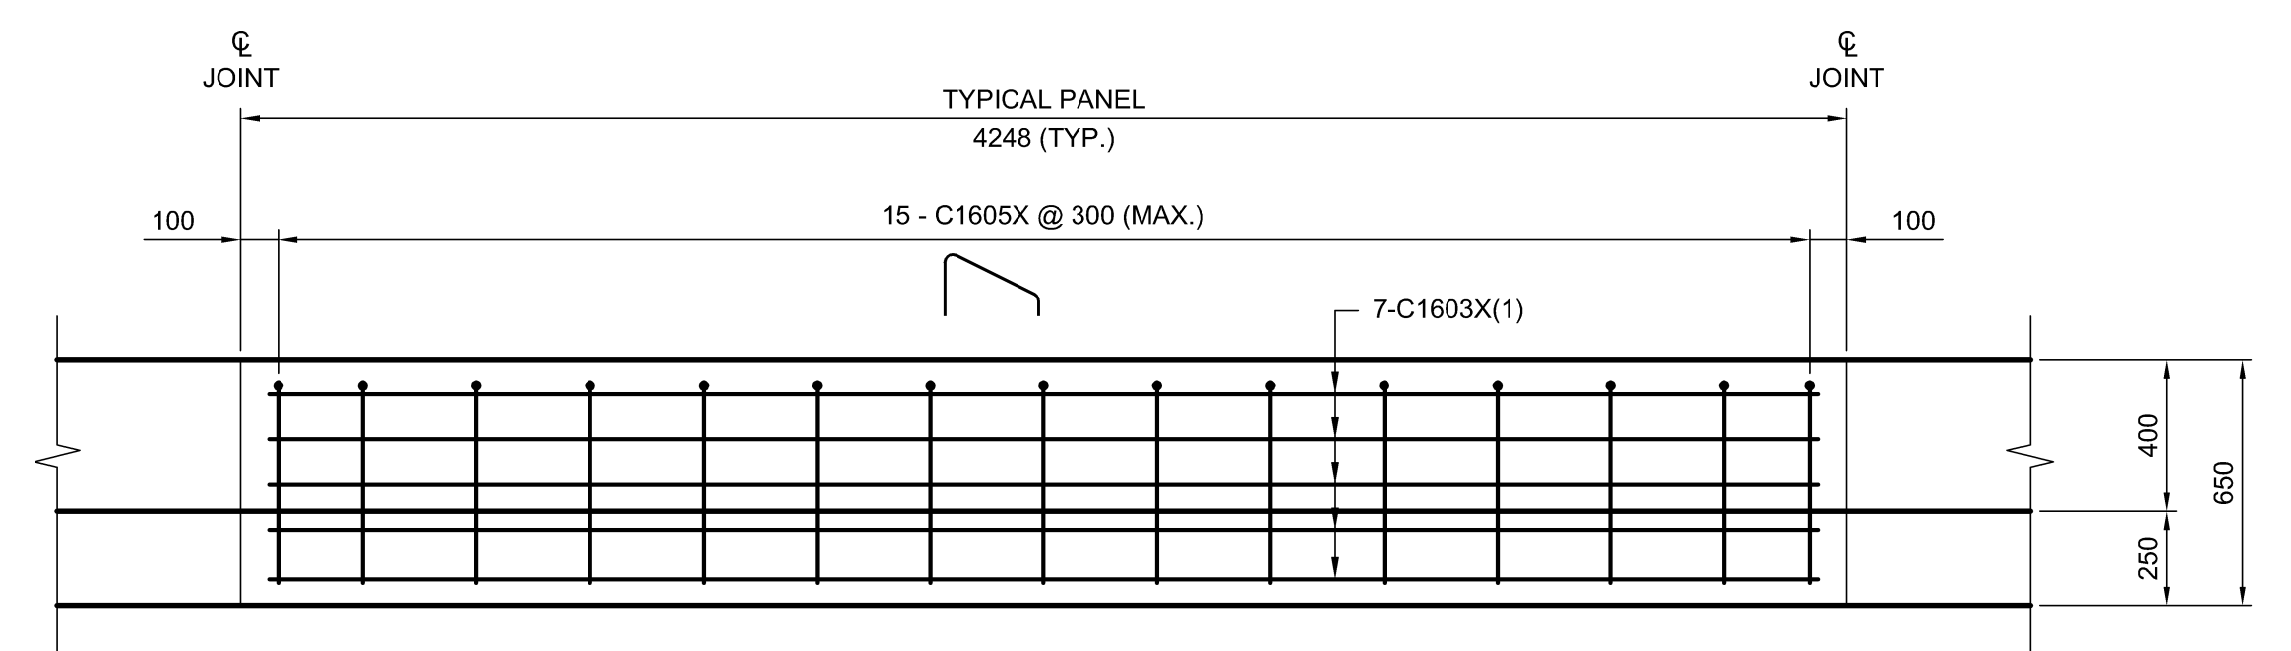 ℄
JOINT
℄
JOINT
TYPICAL PANEL
4248 (TYP.)
100
15 - C1605X @ 300 (MAX.)
100
7-C1603X(1)
400
650
250